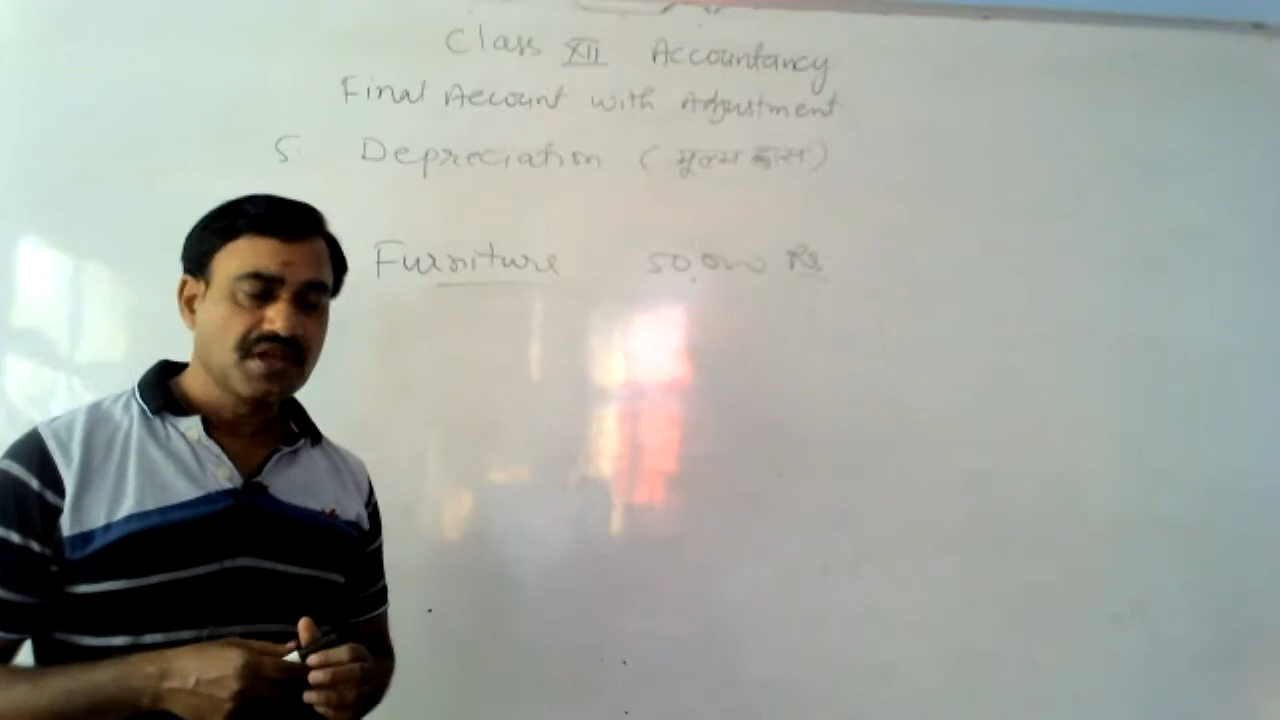 Class XII Accountancy
Final Account with Adjustment
5. Depreciation (मूल्य ह्रास)
Furniture 50,000 Rs